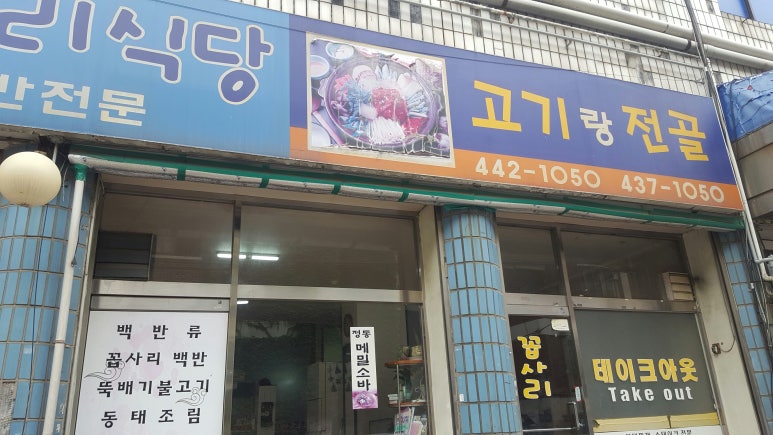 리식당
반전문
고기랑 전골
442-1050 437-1050
백반류
꼽사리 백반
뚝배기불고기
동태조림
정통
메밀소바
꼽사리
테이크아웃
Take out